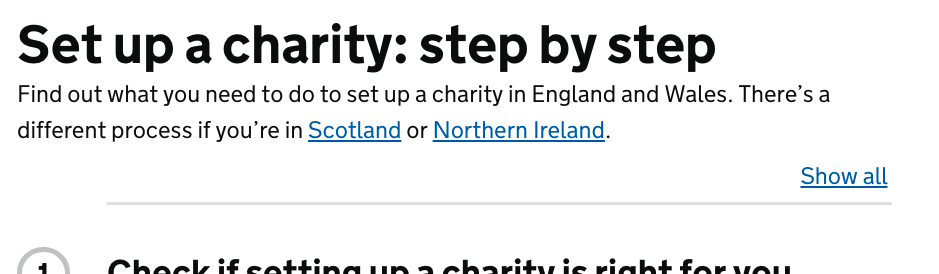 Set up a charity: step by step
Find out what you need to do to set up a charity in England and Wales. There’s a
different process if you’re in Scotland or Northern Ireland.
Show all
1 Check if setting up a charity is right for you